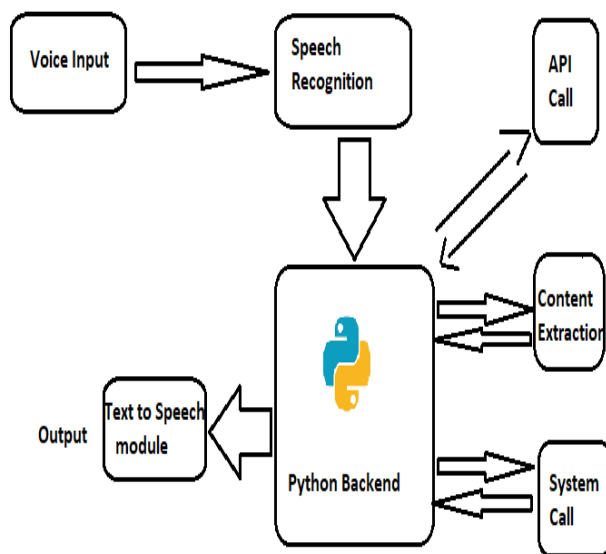 Voice Input
Speech
Recognition
API
Call
Content
Extraction
Text to Speech
module
Output
Python Backend
System
Call